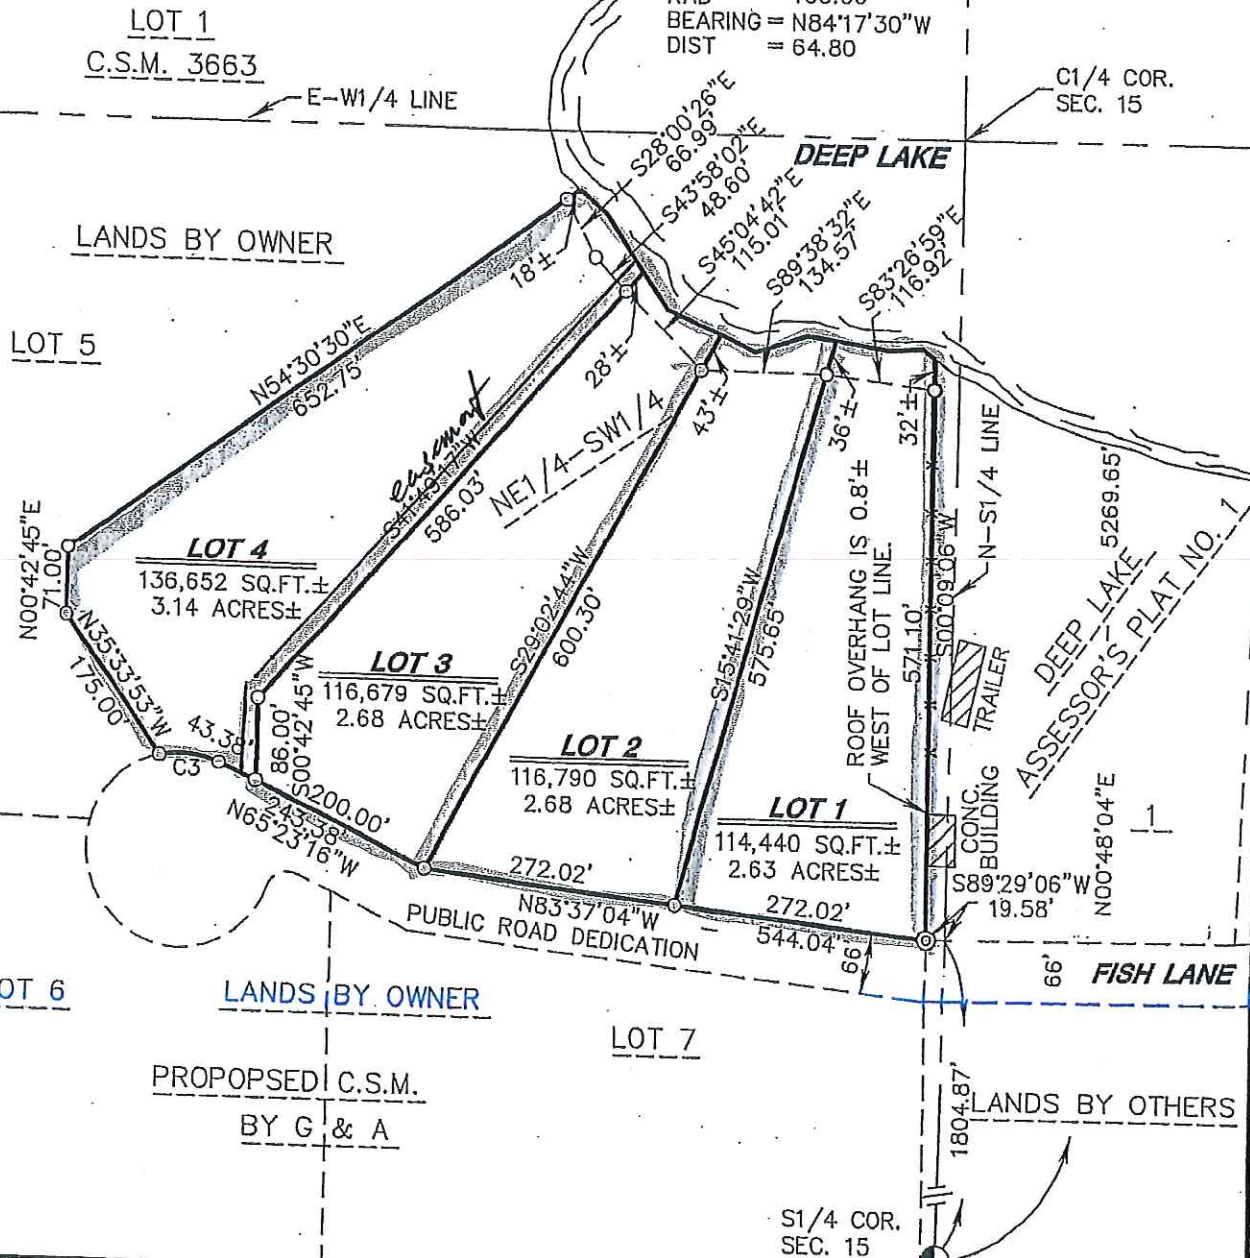 LOT 1
C.S.M. 3663
BEARING = N84°17'30"W
DIST = 64.80
E-W1/4 LINE
C1/4 COR.
SEC. 15
DEEP LAKE
S28°00'26"E
66.99'
S43°58'02"E
48.60'
S45°04'42"E
115.01'
S89°38'32"E
134.57'
S83°26'59"E
116.92'
LANDS BY OWNER
18'±
28'±
43'±
36'±
32'±
LOT 5
N54°30'30"E
652.75'
easement
S41°49'17"W
586.03'
NE1/4-SW1/4
N-S1/4 LINE
5269.65'
N00°42'45"E
71.00'
LOT 4
136,652 SQ.FT.±
3.14 ACRES±
S29°02'44"W
600.30'
S15°41'29"W
575.65'
ROOF OVERHANG IS 0.8'±
WEST OF LOT LINE.
571.10'
S00°09'06"W
DEEP LAKE
ASSESSOR'S PLAT NO. 1
TRAILER
N35°33'53"W
175.00'
LOT 3
116,679 SQ.FT.±
2.68 ACRES±
43.38'
C3
86.00'
S00°42'45"W
LOT 2
116,790 SQ.FT.±
2.68 ACRES±
LOT 1
114,440 SQ.FT.±
2.63 ACRES±
CONC.
BUILDING
N00°48'04"E
1
200.00'
243.38'
N65°23'16"W
272.02'
N83°37'04"W
272.02'
544.04'
S89°29'06"W
19.58'
PUBLIC ROAD DEDICATION
66'
66'
FISH LANE
OT 6
LANDS BY OWNER
LOT 7
PROPOPSED C.S.M.
BY G & A
1804.87'
LANDS BY OTHERS
S1/4 COR.
SEC. 15